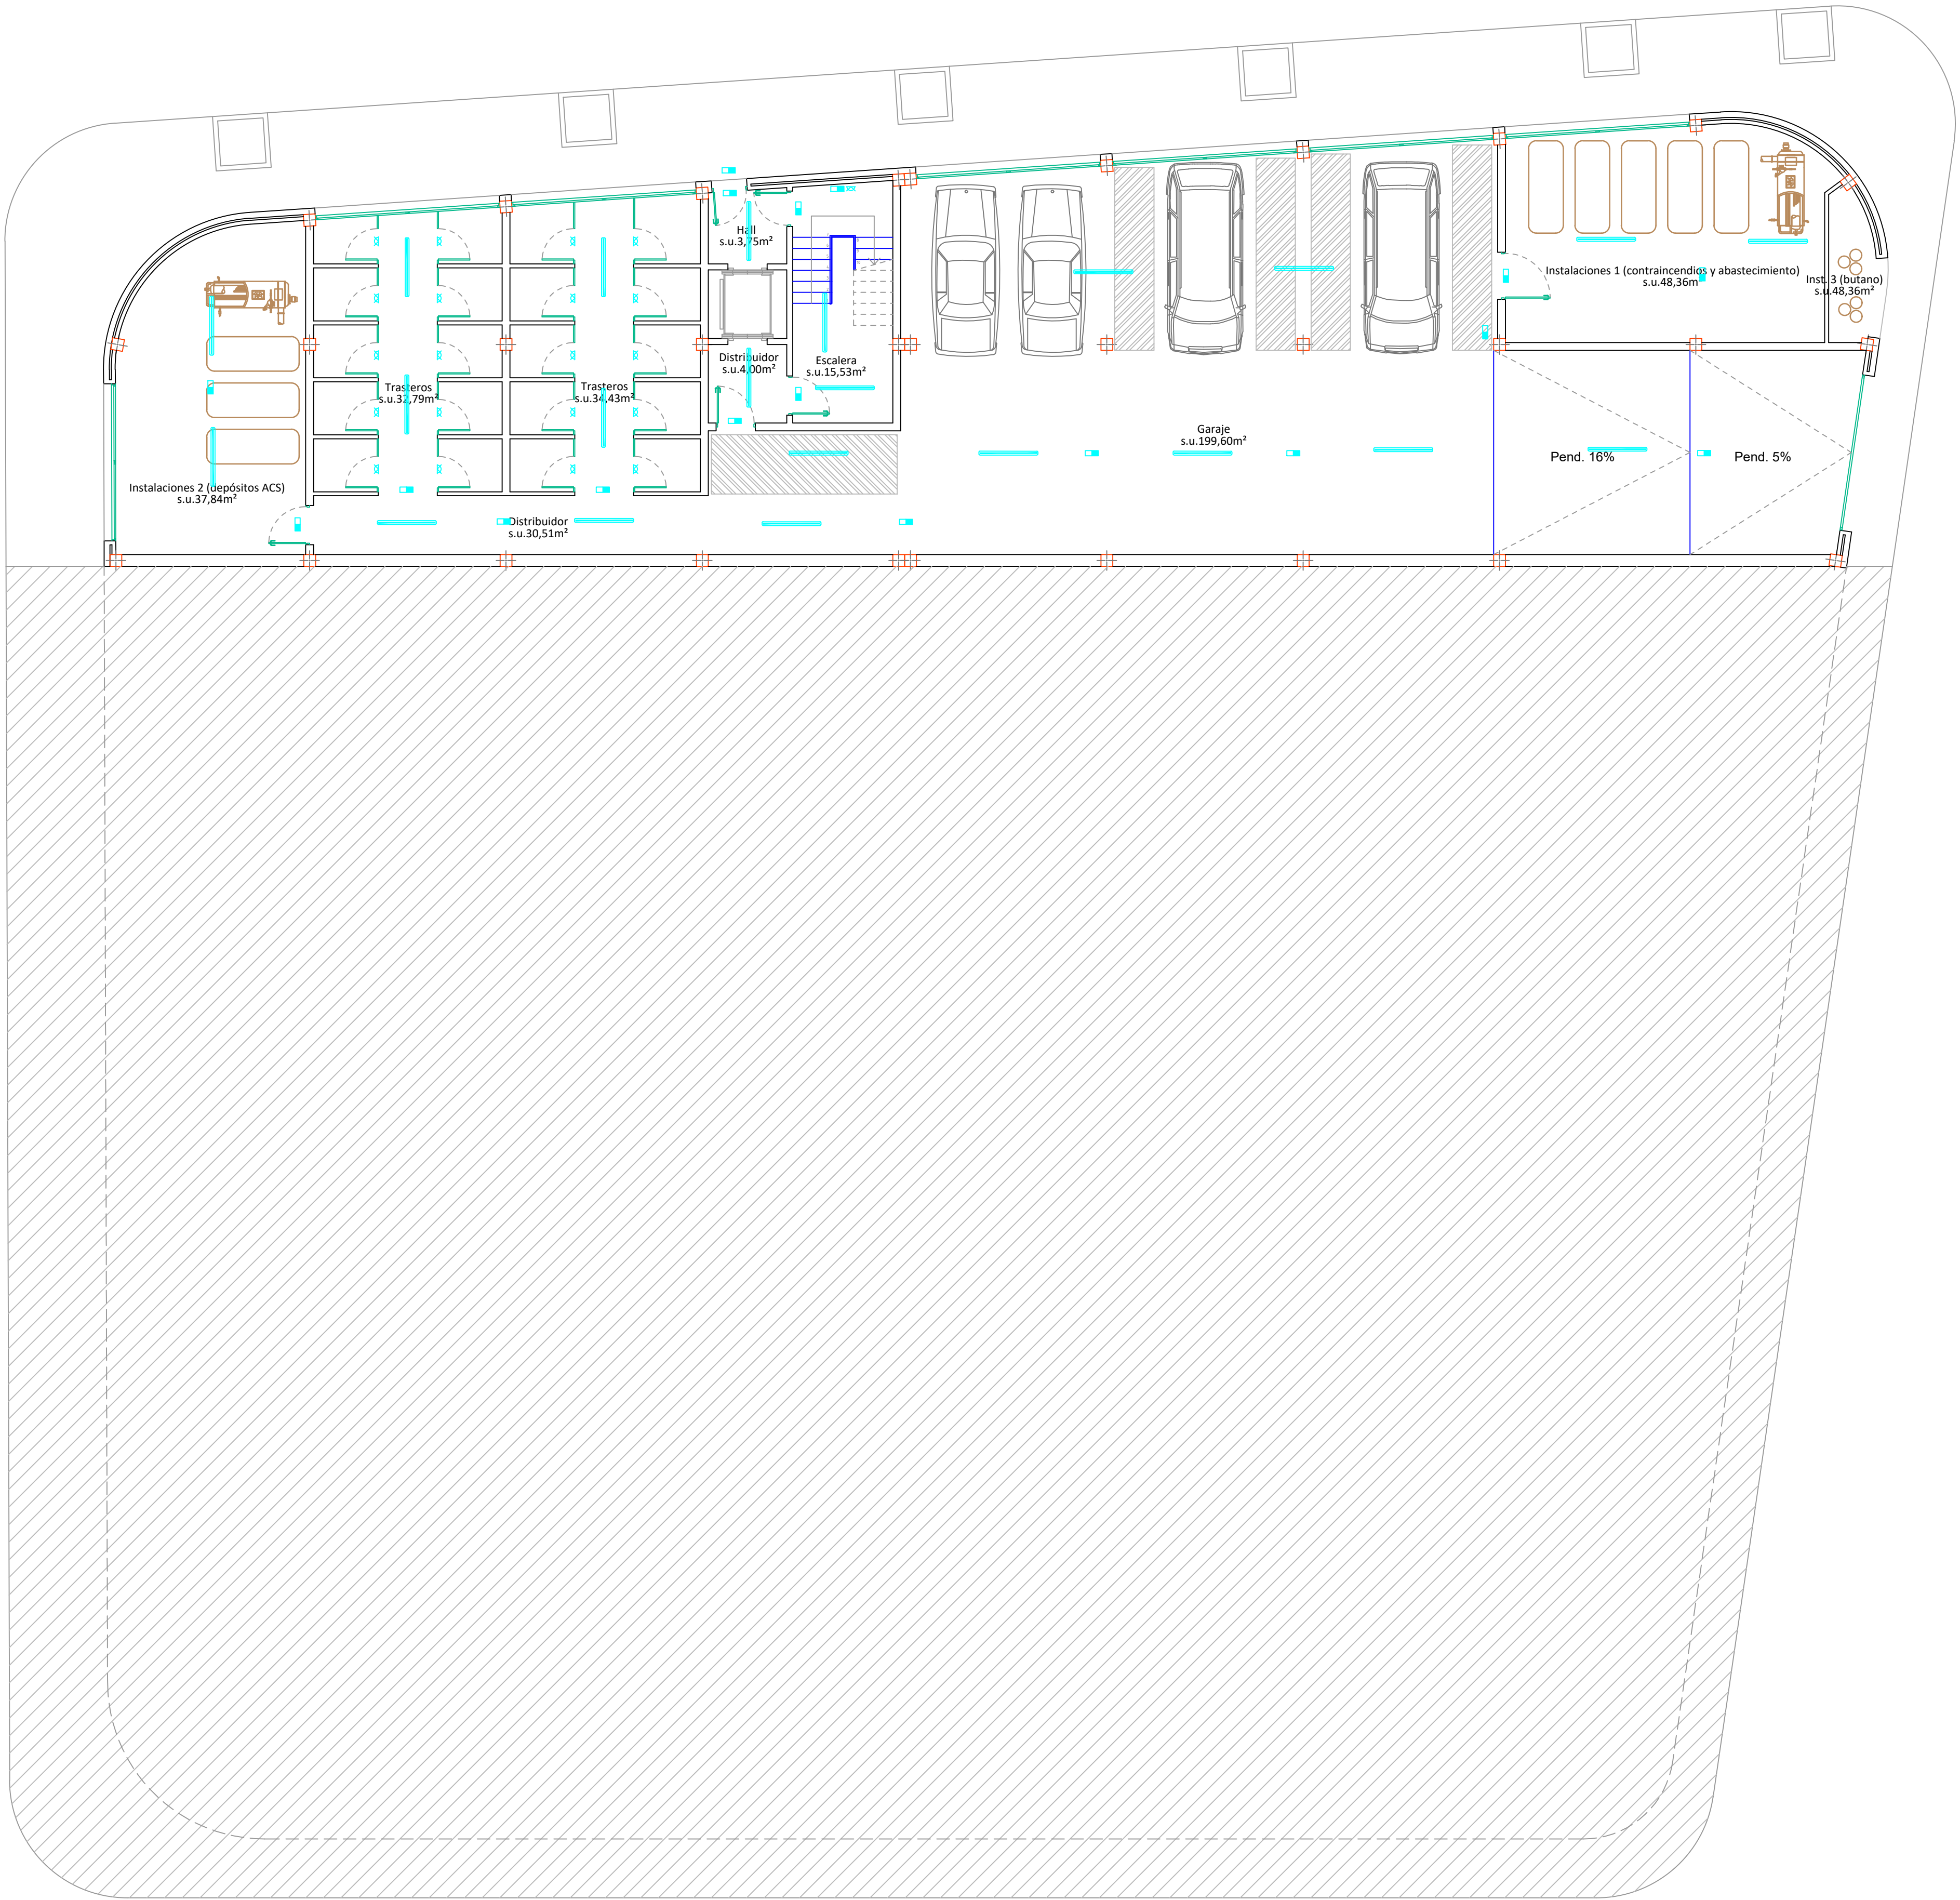 Hall
s.u.3,75m²
Instalaciones 1 (contraincendios y abastecimiento)
s.u.48,36m
Inst. 3 (butano)
s.u.48,36m²
Distribuidor
s.u.4,00m²
Escalera
s.u.15,53m²
Trasteros
s.u.32,79m²
Trasteros
s.u.34,43m²
Garaje
s.u.199,60m²
Pend. 16%
Pend. 5%
Instalaciones 2 (depósitos ACS)
s.u.37,84m²
Distribuidor
s.u.30,51m²